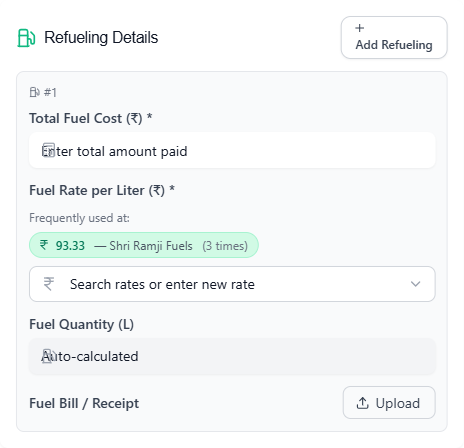 Refueling Details
+
Add Refueling
#1
Total Fuel Cost (₹) *
Enter total amount paid
Fuel Rate per Liter (₹) *
Frequently used at:
₹ 93.33 — Shri Ramji Fuels (3 times)
₹ Search rates or enter new rate
Fuel Quantity (L)
Auto-calculated
Fuel Bill / Receipt
Upload